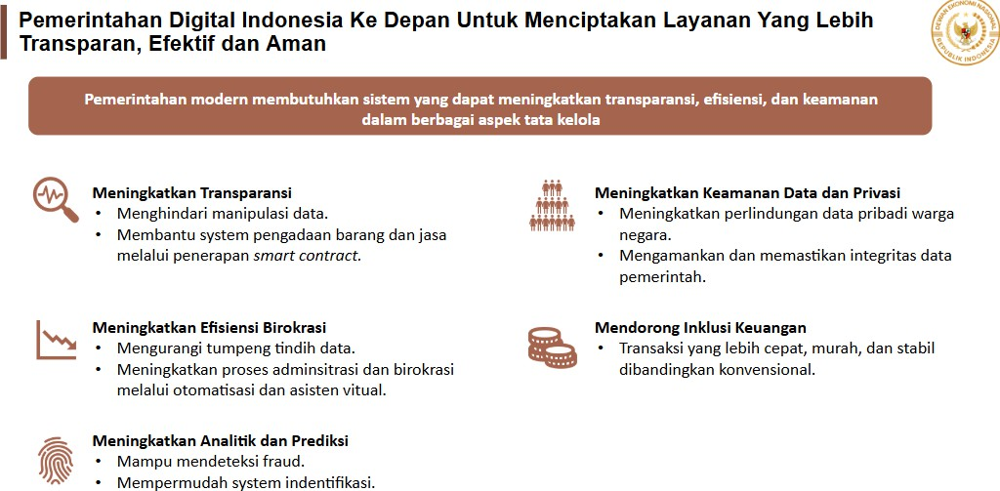 Pemerintahan Digital Indonesia Ke Depan Untuk Menciptakan Layanan Yang Lebih
Transparan, Efektif dan Aman
DEWAN EKONOMI NASIONAL
REPUBLIK INDONESIA
Pemerintahan modern membutuhkan sistem yang dapat meningkatkan transparansi, efisiensi, dan keamanan
dalam berbagai aspek tata kelola
Meningkatkan Transparansi
• Menghindari manipulasi data.
• Membantu system pengadaan barang dan jasa
melalui penerapan smart contract.
Meningkatkan Efisiensi Birokrasi
• Mengurangi tumpeng tindih data.
• Meningkatkan proses adminsitrasi dan birokrasi
melalui otomatisasi dan asisten vitual.
Meningkatkan Analitik dan Prediksi
• Mampu mendeteksi fraud.
• Mempermudah system indentifikasi.
Meningkatkan Keamanan Data dan Privasi
• Meningkatkan perlindungan data pribadi warga
negara.
• Mengamankan dan memastikan integritas data
pemerintah.
Mendorong Inklusi Keuangan
• Transaksi yang lebih cepat, murah, dan stabil
dibandingkan konvensional.